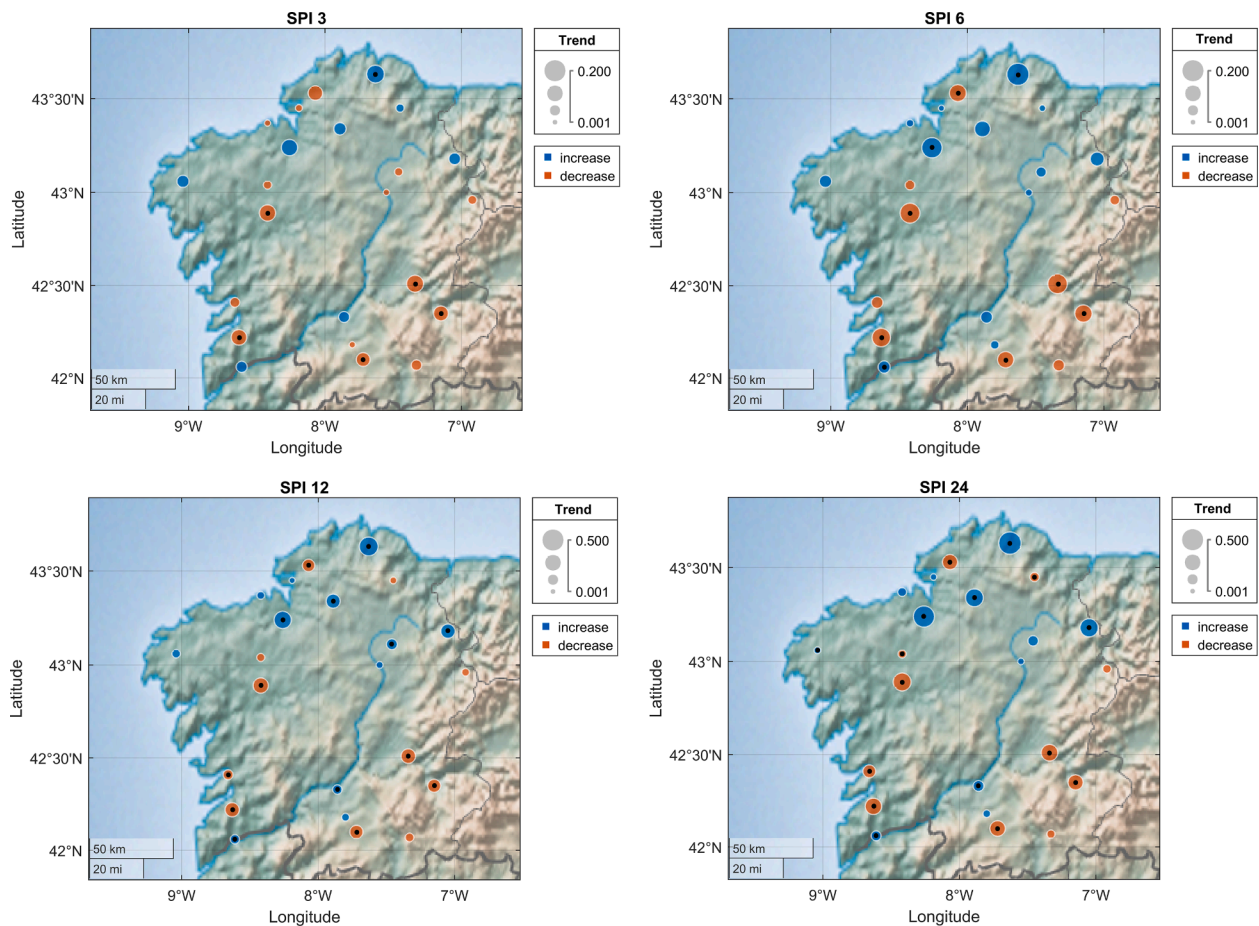 SPI 3
Trend
0.200
0.001
increase
decrease
43°30'N
43°N
42°30'N
42°N
Latitude
50 km
20 mi
9°W
8°W
7°W
Longitude
SPI 6
Trend
0.200
0.001
increase
decrease
43°30'N
43°N
42°30'N
42°N
Latitude
50 km
20 mi
9°W
8°W
7°W
Longitude
SPI 12
Trend
0.500
0.001
increase
decrease
43°30'N
43°N
42°30'N
42°N
Latitude
50 km
20 mi
9°W
8°W
7°W
Longitude
SPI 24
Trend
0.500
0.001
increase
decrease
43°30'N
43°N
42°30'N
42°N
Latitude
50 km
20 mi
9°W
8°W
7°W
Longitude